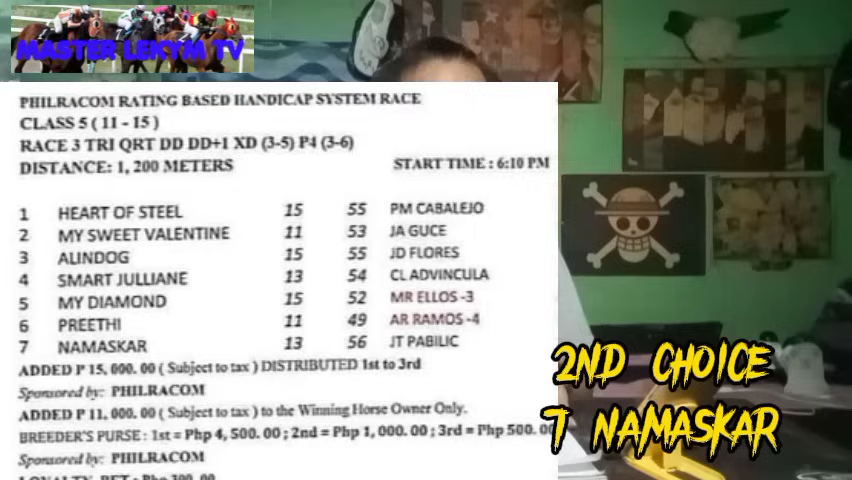 MASTER LEKYM TV
PHILRACOM RATING BASED HANDICAP SYSTEM RACE
CLASS 5 ( 11 - 15 )
RACE 3 TRI QRT DD DD+1 XD (3-5) P4 (3-6)
DISTANCE: 1, 200 METERS START TIME : 6:10 PM
1 HEART OF STEEL 15 55 PM CABALEJO
2 MY SWEET VALENTINE 11 53 JA GUCE
3 ALINDOG 15 55 JD FLORES
4 SMART JULLIANE 13 54 CL ADVINCULA
5 MY DIAMOND 15 52 MR ELLOS -3
6 PREETHI 11 49 AR RAMOS -4
7 NAMASKAR 13 56 JT PABILIC
ADDED P 15, 000. 00 ( Subject to tax ) DISTRIBUTED 1st to 3rd
Sponsored by: PHILRACOM
ADDED P 11, 000. 00 ( Subject to tax ) to the Winning Horse Owner Only.
BREEDER'S PURSE : 1st = Php 4, 500. 00 ; 2nd = Php 1, 000. 00 ; 3rd = Php 500. 00
Sponsored by: PHILRACOM
2ND CHOICE
7 NAMASKAR